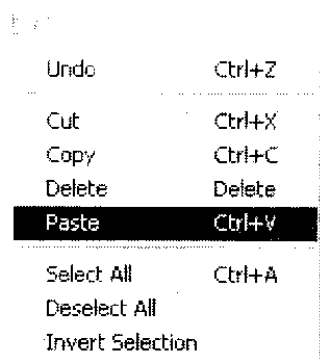 Undo Ctrl+Z
Cut Ctrl+X
Copy Ctrl+C
Delete Delete
Paste Ctrl+V
Select All Ctrl+A
Deselect All
Invert Selection